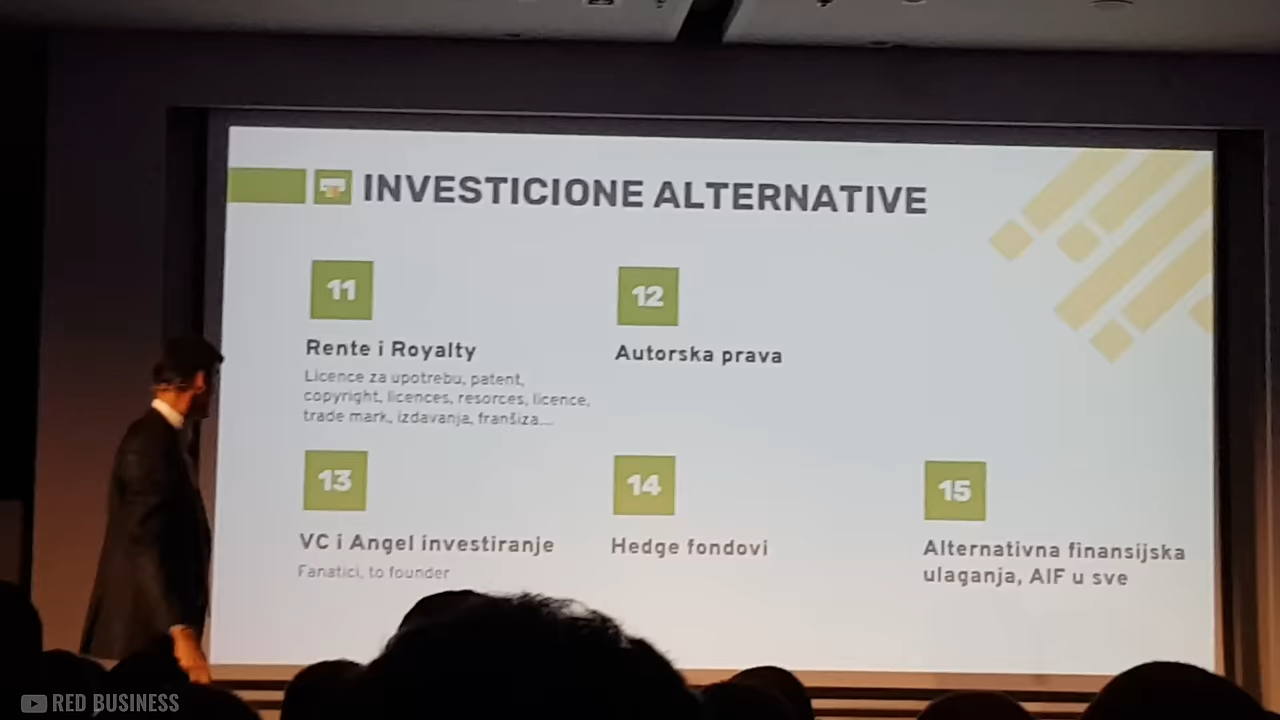 INVESTICIONE ALTERNATIVE
11
Rente i Royalty
Licence za upotrebu, patent,
copyright, licences, resorces, licence,
trade mark, izdavanja, franšiza...
12
Autorska prava
13
VC i Angel investiranje
Fanatici, to founder
14
Hedge fondovi
15
Alternativna finansijska
ulaganja, AIF u sve
RED BUSINESS